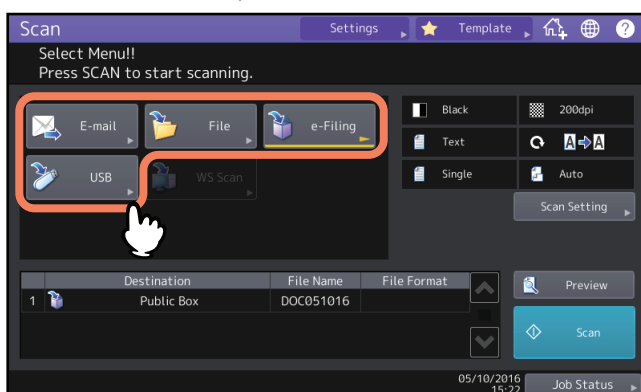 Scan Settings Template ?
Select Menu!!
Press SCAN to start scanning.
E-mail File e-Filing
USB WS Scan
Black 200dpi
Text A A
Single Auto
Scan Setting
Destination File Name File Format
1 Public Box DOC051016
Preview
Scan
05/10/2016
15:22
Job Status